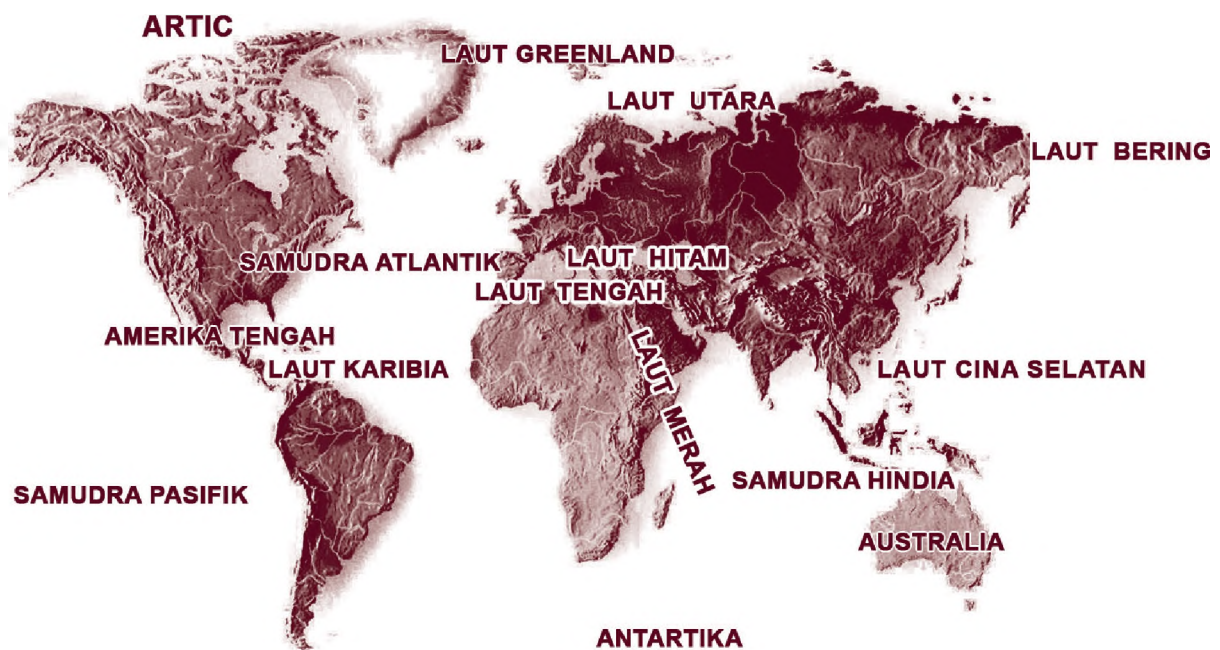 ARTIC
LAUT GREENLAND
LAUT UTARA
LAUT BERING
SAMUDRA ATLANTIK
LAUT HITAM
LAUT TENGAH
AMERIKA TENGAH
LAUT KARIBIA
LAUT MERAH
LAUT CINA SELATAN
SAMUDRA PASIFIK
SAMUDRA HINDIA
AUSTRALIA
ANTARTIKA